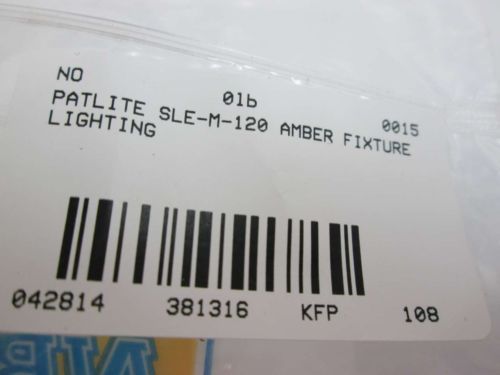 NO 01b 0015
PATLITE SLE-M-120 AMBER FIXTURE
LIGHTING
042814 381316 KFP 108